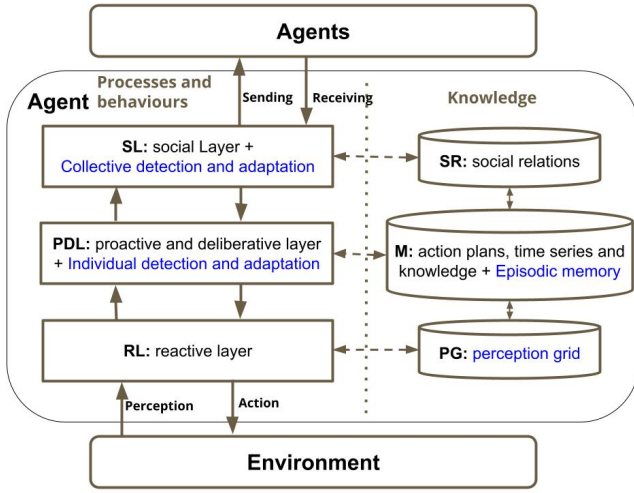 Agents
Agent
Processes and
behaviours
Sending
Receiving
Knowledge
SL: social Layer +
Collective detection and adaptation
SR: social relations
PDL: proactive and deliberative layer
+ Individual detection and adaptation
M: action plans, time series and
knowledge + Episodic memory
RL: reactive layer
PG: perception grid
Perception
Action
Environment